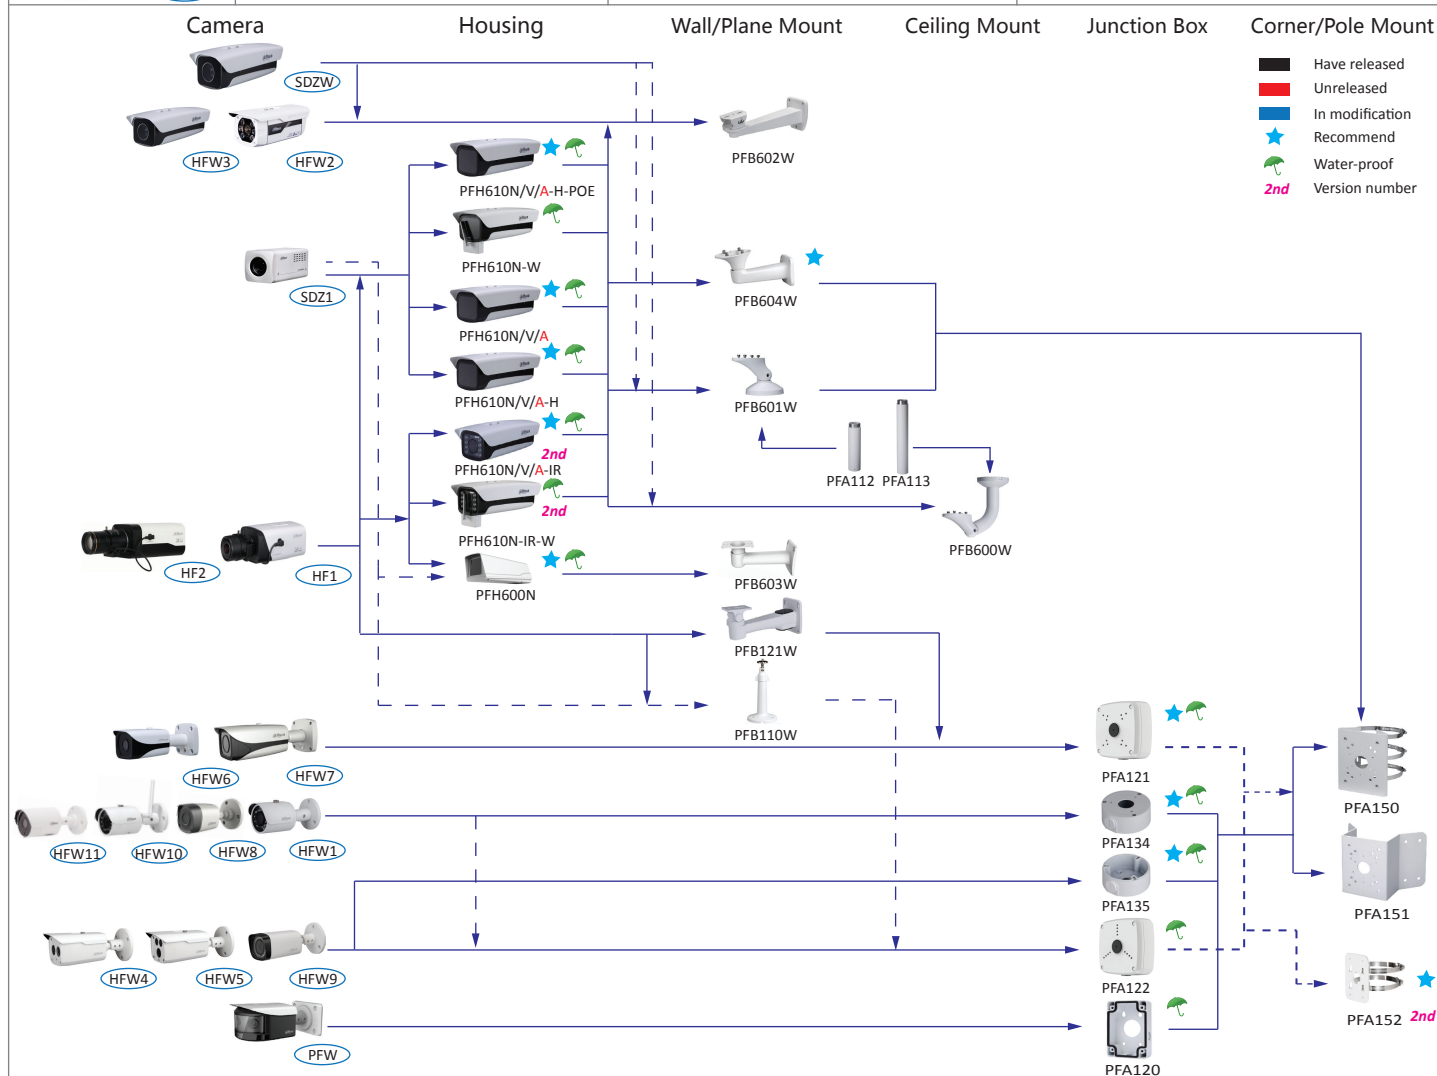 Camera
Housing
Wall/Plane Mount
Ceiling Mount
Junction Box
Corner/Pole Mount
Have released
Unreleased
In modification
Recommend
Water-proof
2nd Version number
SDZW
HFW3
HFW2
PFB602W
PFH610N/V/A-H-POE
PFH610N-W
SDZ1
PFB604W
PFH610N/V/A
PFH610N/V/A-H
PFB601W
2nd
PFH610N/V/A-IR
PFA112
PFA113
2nd
PFH610N-IR-W
PFB600W
HF2
HF1
PFH600N
PFB603W
PFB121W
PFB110W
HFW6
HFW7
PFA121
PFA150
HFW11
HFW10
HFW8
HFW1
PFA134
PFA135
PFA151
HFW4
HFW5
HFW9
PFA122
PFA152 2nd
PFW
PFA120